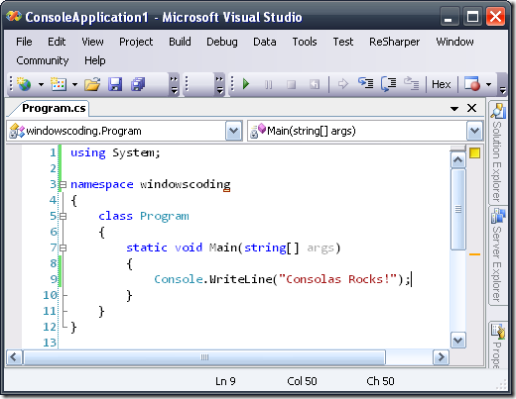 ConsoleApplication1 - Microsoft Visual Studio
File Edit View Project Build Debug Data Tools Test ReSharper Window
Community Help
Hex
Program.cs
windowscoding.Program Main(string[] args)
1 using System;
2
3 namespace windowscoding
4 {
5 class Program
6 {
7 static void Main(string[] args)
8 {
9 Console.WriteLine("Consolas Rocks!");
10 }
11 }
12 }
13
Solution Explorer
Server Explorer
Prope
Ln 9 Col 50 Ch 50